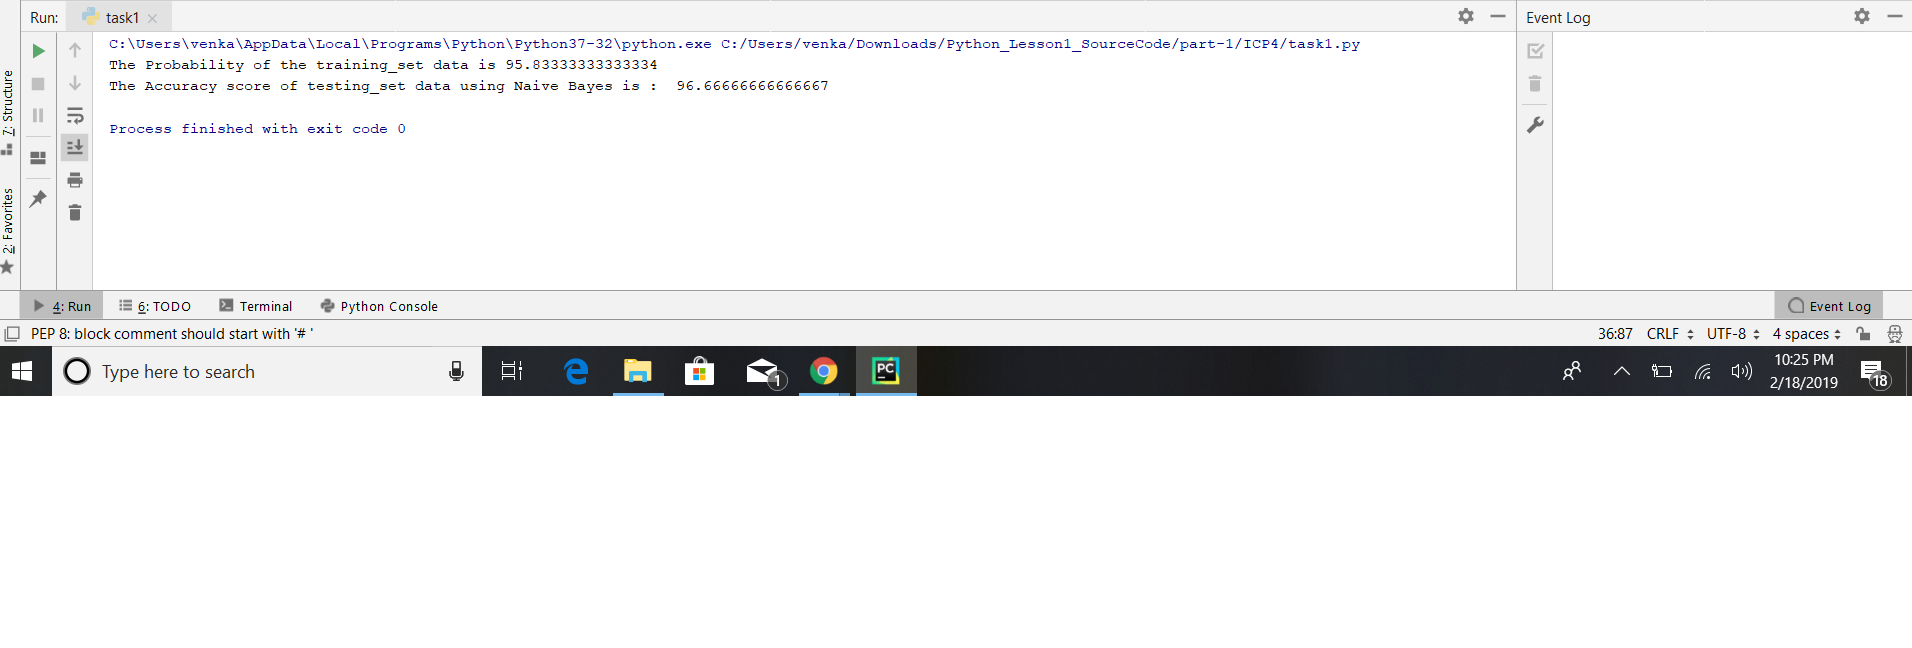 Run: task1
Event Log
C:\Users\venka\AppData\Local\Programs\Python\Python37-32\python.exe C:/Users/venka/Downloads/Python_Lesson1_SourceCode/part-1/ICP4/task1.py
The Probability of the training_set data is 95.83333333333334
The Accuracy score of testing_set data using Naive Bayes is :  96.66666666666667
Process finished with exit code 0
7: Structure
2: Favorites
4: Run 6: TODO Terminal Python Console Event Log
PEP 8: block comment should start with '# ' 36:87 CRLF UTF-8 4 spaces
Type here to search 1 PC 10:25 PM
2/18/2019 18